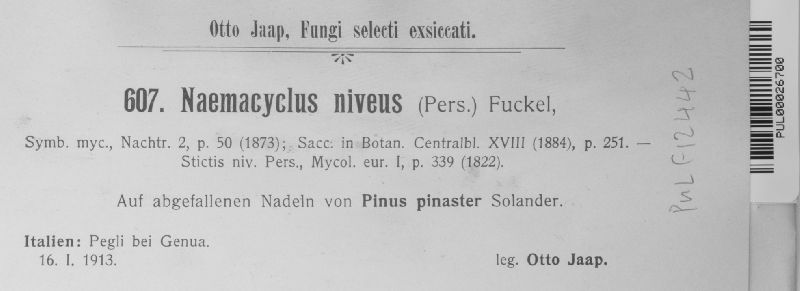 Otto Jaap, Fungi selecti exsiccati.
607. Naemacyclus niveus (Pers.) Fuckel,
Symb. myc., Nachtr. 2, p. 50 (1873); Sacc. in Botan. Centralbl. XVIII (1884), p. 251. —
Stictis niv. Pers., Mycol. eur. I, p. 339 (1822).
Auf abgefallenen Nadeln von Pinus pinaster Solander.
Italien: Pegli bei Genua.
16. I. 1913.
leg. Otto Jaap.
PUL F12442
PUL00026700